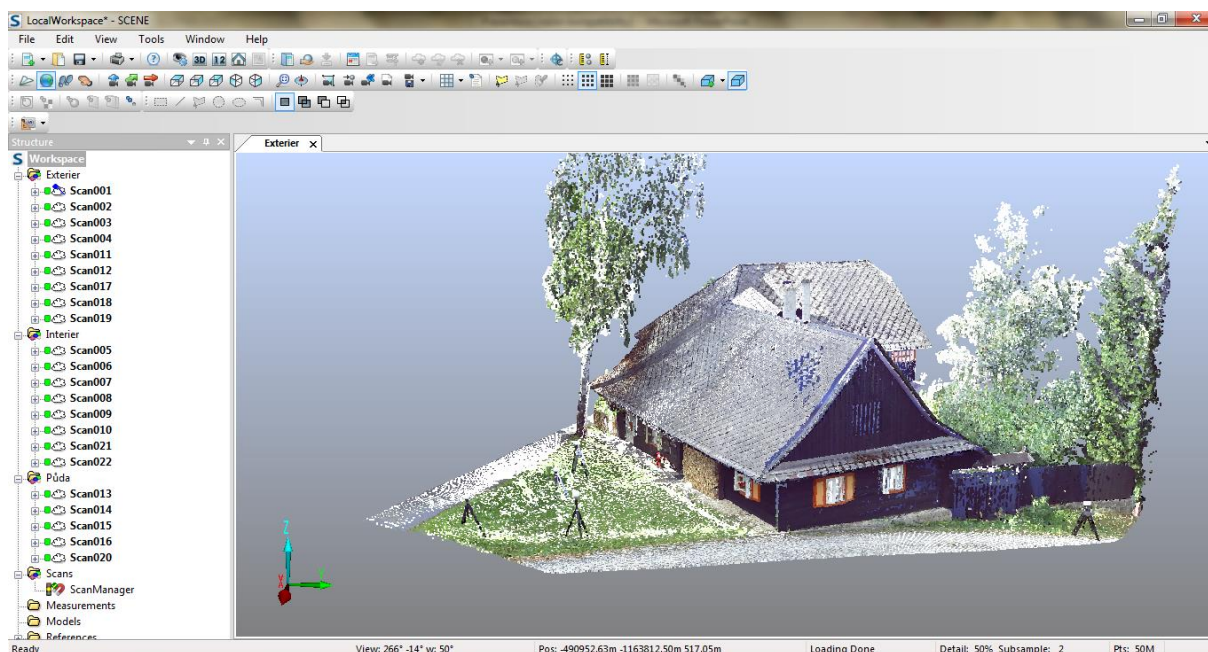 LocalWorkspace* - SCENE
File Edit View Tools Window Help
3D 12
Structure
Exterier
Workspace
Exterier
Scan001
Scan002
Scan003
Scan004
Scan011
Scan012
Scan017
Scan018
Scan019
Interier
Scan005
Scan006
Scan007
Scan008
Scan009
Scan010
Scan021
Scan022
Půda
Scan013
Scan014
Scan015
Scan016
Scan020
Scans
ScanManager
Measurements
Models
References
Z
X
Ready View: 266° -14° w: 50° Pos: -490952.63m -1163812.50m 517.05m Loading Done Detail: 50% Subsample: 2 Pts: 50M